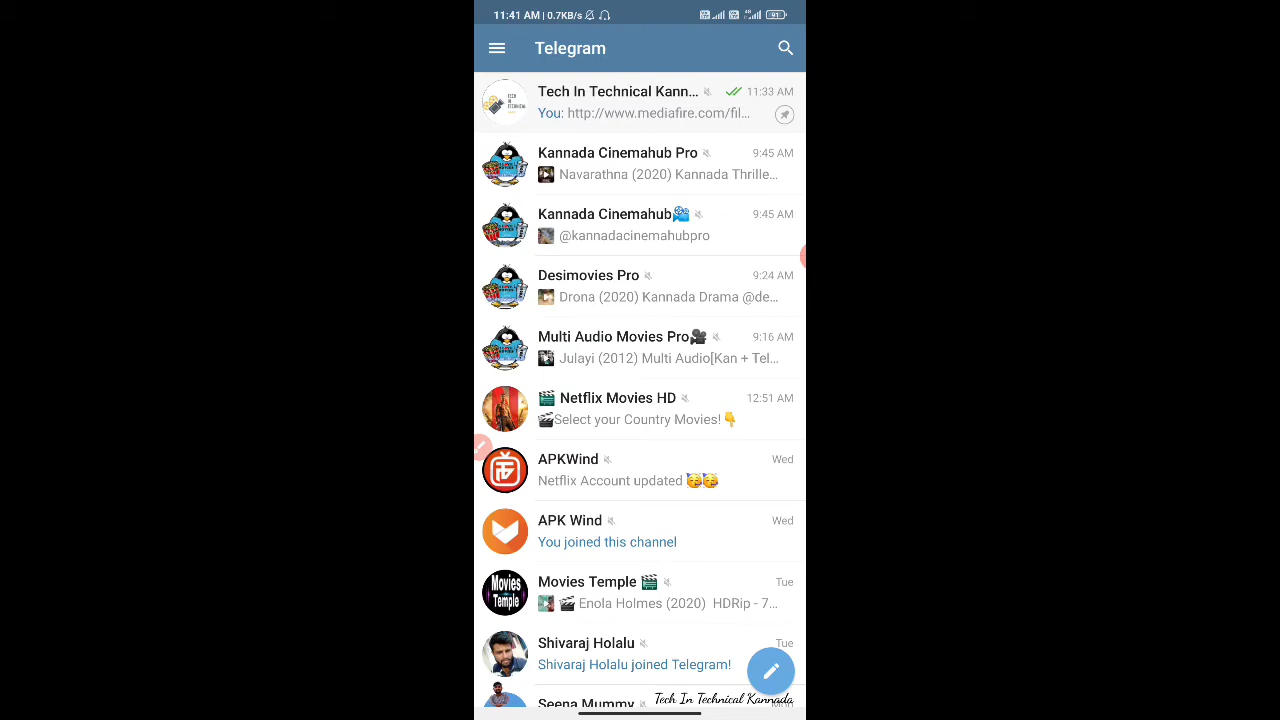 11:41 AM | 0.7KB/s
91
Telegram
Tech In Technical Kann... 11:33 AM
You: http://www.mediafire.com/fil...
Kannada Cinemahub Pro 9:45 AM
Navarathna (2020) Kannada Thrille...
Kannada Cinemahub🎦 9:45 AM
@kannadacinemahubpro
Desimovies Pro 9:24 AM
Drona (2020) Kannada Drama @de...
Multi Audio Movies Pro🎥 9:16 AM
Julayi (2012) Multi Audio[Kan + Tel...
🎬 Netflix Movies HD 12:51 AM
🎬Select your Country Movies!👇
APKWind Wed
Netflix Account updated 🥳🥳
APK Wind Wed
You joined this channel
Movies Temple 🎬 Tue
Movies
Temple
🎬 Enola Holmes (2020) HDRip - 7...
Shivaraj Holalu Tue
Shivaraj Holalu joined Telegram!
Seena Mummy
Tech In Technical Kannada